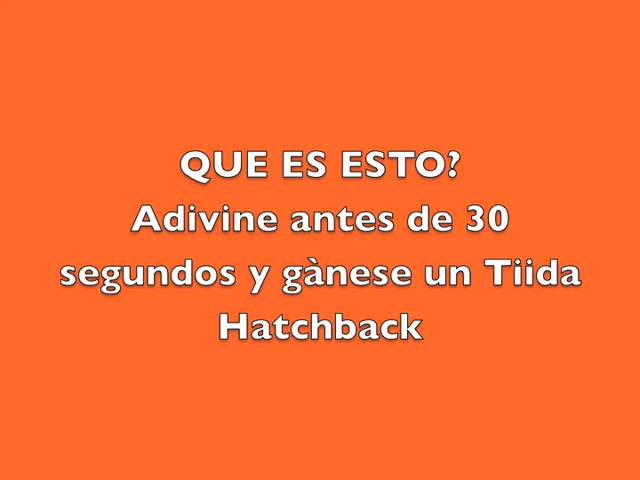 QUE ES ESTO?
Adivine antes de 30
segundos y gànese un Tiida
Hatchback